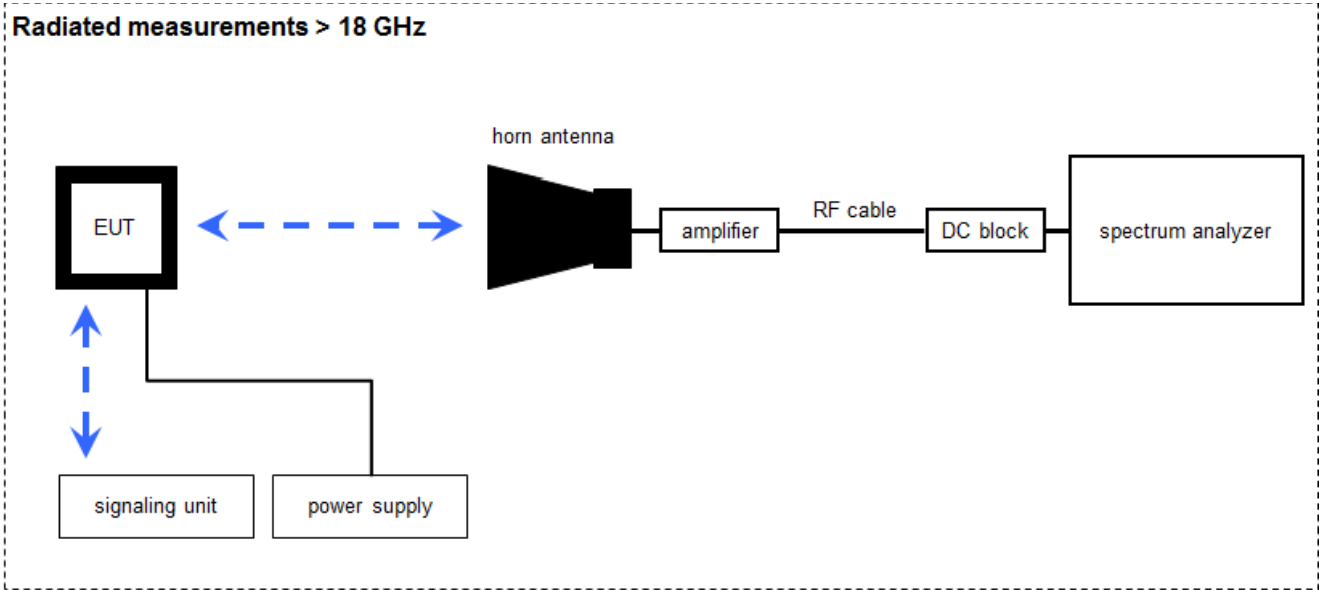 Radiated measurements > 18 GHz
horn antenna
EUT
amplifier
RF cable
DC block
spectrum analyzer
signaling unit
power supply